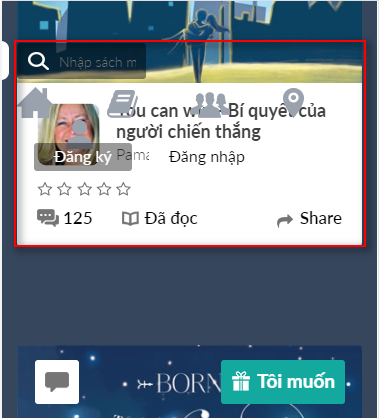 Nhập sách m
You can w Bí quyết của
người chiến thắng
Pama
Đăng ký
Đăng nhập
125
Đã đọc
Share
BORN
Tôi muốn